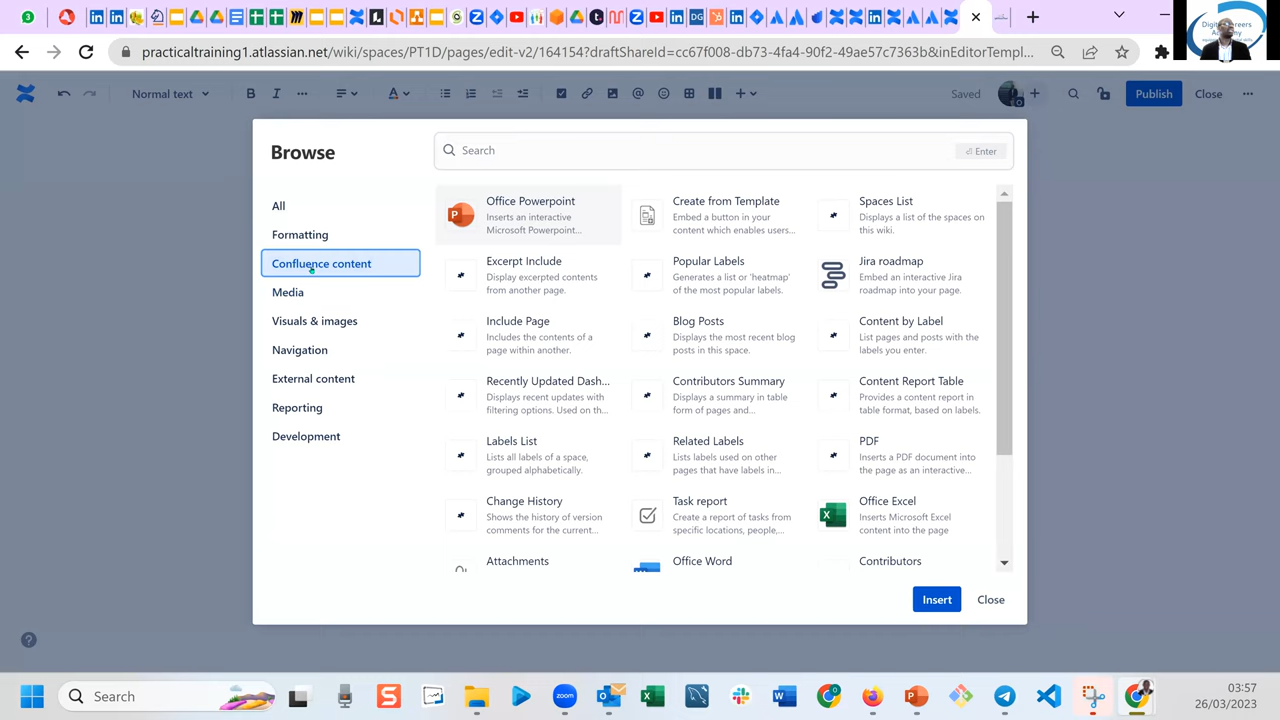 practicaltraining1.atlassian.net/wiki/spaces/PT1D/pages/edit-v2/164154?draftShareId=cc67f008-db73-4fa4-90f2-49ae57c7363b&inEditorTempl...
Normal text
B I
Saved
Publish
Close
Browse
Search
Enter
All
Formatting
Confluence content
Media
Visuals & images
Navigation
External content
Reporting
Development
Office Powerpoint
Inserts an interactive
Microsoft Powerpoint...
Create from Template
Embed a button in your
content which enables users...
Spaces List
Displays a list of the spaces on
this wiki.
Excerpt Include
Display excerpted contents
from another page.
Popular Labels
Generates a list or 'heatmap'
of the most popular labels.
Jira roadmap
Embed an interactive Jira
roadmap into your page.
Include Page
Includes the contents of a
page within another.
Blog Posts
Displays the most recent blog
posts in this space.
Content by Label
List pages and posts with the
labels you enter.
Recently Updated Dash...
Displays recent updates with
filtering options. Used on th...
Contributors Summary
Displays a summary in table
form of pages and...
Content Report Table
Provides a content report in
table format, based on labels.
Labels List
Lists all labels of a space,
grouped alphabetically.
Related Labels
Lists labels used on other
pages that have labels in...
PDF
Inserts a PDF document into
the page as an interactive...
Change History
Shows the history of version
comments for the current...
Task report
Create a report of tasks from
specific locations, people,...
Office Excel
Inserts Microsoft Excel
content into the page
Attachments
Office Word
Contributors
Insert
Close
Search
zoom
03:57
26/03/2023